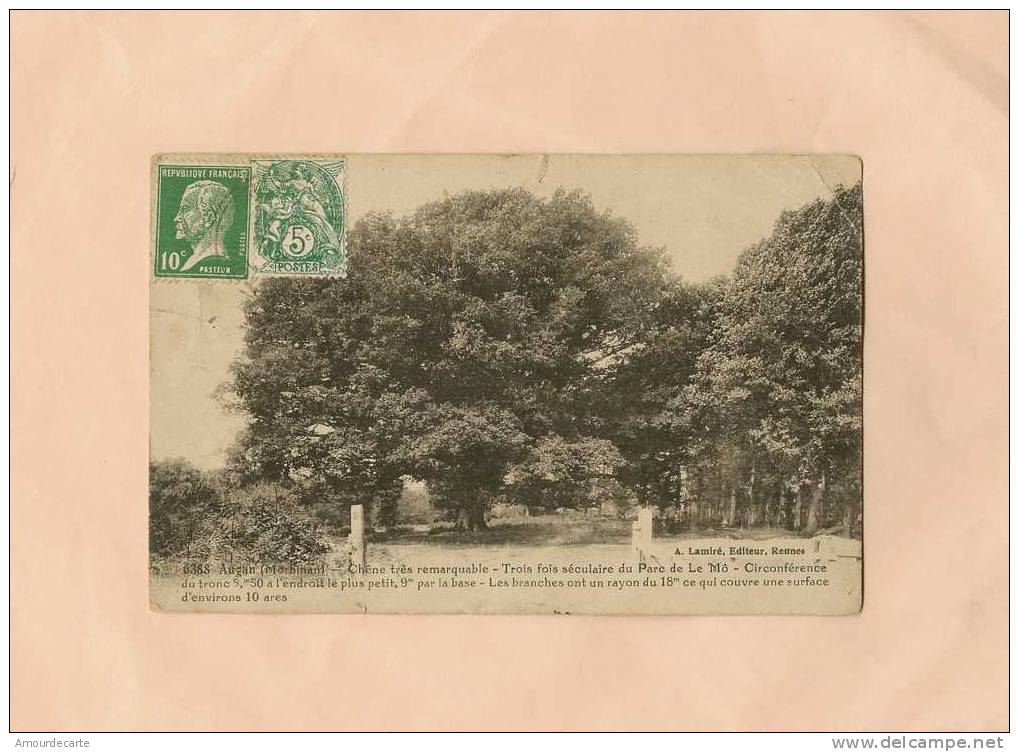 REPVBLIQVE FRANÇAISE
10c
POSTES
PASTEUR
5c
POSTES
A. Lamiré, Editeur, Rennes
6388 Augan (Morbihan) - Chêne très remarquable - Trois fois séculaire du Parc de Le Mô - Circonférence
du tronc 5,m50 à l'endroit le plus petit, 9m par la base - Les branches ont un rayon du 18m ce qui couvre une surface
d'environs 10 ares
Amourdecarte
www.delcampe.net